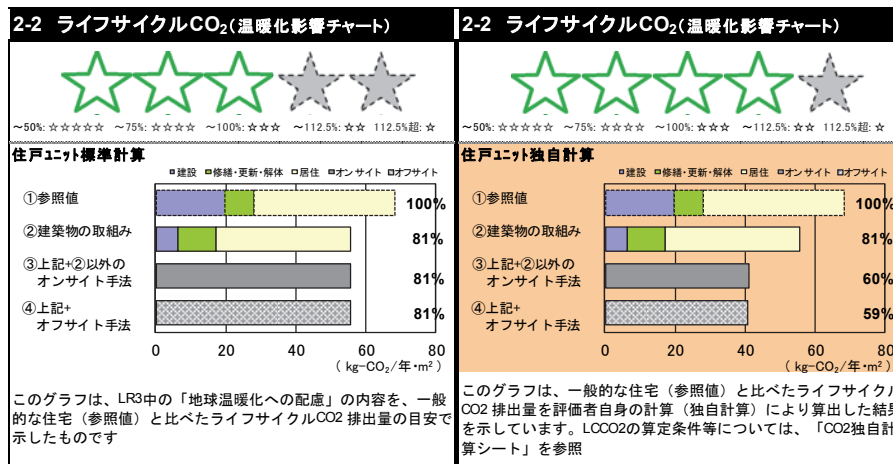 2-2 ライフサイクルCO₂(温暖化影響チャート)
~50%: ☆☆☆☆☆ ~75%: ☆☆☆☆ ~100%: ☆☆☆ ~112.5%: ☆☆ 112.5%超: ☆
住戸ユニット標準計算
■建設 ■修繕・更新・解体 □居住 ■オンサイト ▨オフサイト
①参照値 100%
②建築物の取組み 81%
③上記+②以外の
オンサイト手法 81%
④上記+
オフサイト手法 81%
0 20 40 60 80
( kg-CO₂/年・m² )
このグラフは、LR3中の「地球温暖化への配慮」の内容を、一般
的な住宅(参照値)と比べたライフサイクルCO2 排出量の目安で
示したものです
2-2 ライフサイクルCO₂(温暖化影響チャート)
~50%: ☆☆☆☆☆ ~75%: ☆☆☆☆ ~100%: ☆☆☆ ~112.5%: ☆☆ 112.5%超: ☆
住戸ユニット独自計算
■建設 ■修繕・更新・解体 □居住 ■オンサイト □オフサイト
①参照値 100%
②建築物の取組み 81%
③上記+②以外の
オンサイト手法 60%
④上記+
オフサイト手法 59%
0 20 40 60 80
( kg-CO₂/年・m² )
このグラフは、一般的な住宅(参照値)と比べたライフサイクル
CO2 排出量を評価者自身の計算(独自計算)により算出した結果
を示しています。LCCO2の算定条件等については、「CO2独自計
算シート」を参照